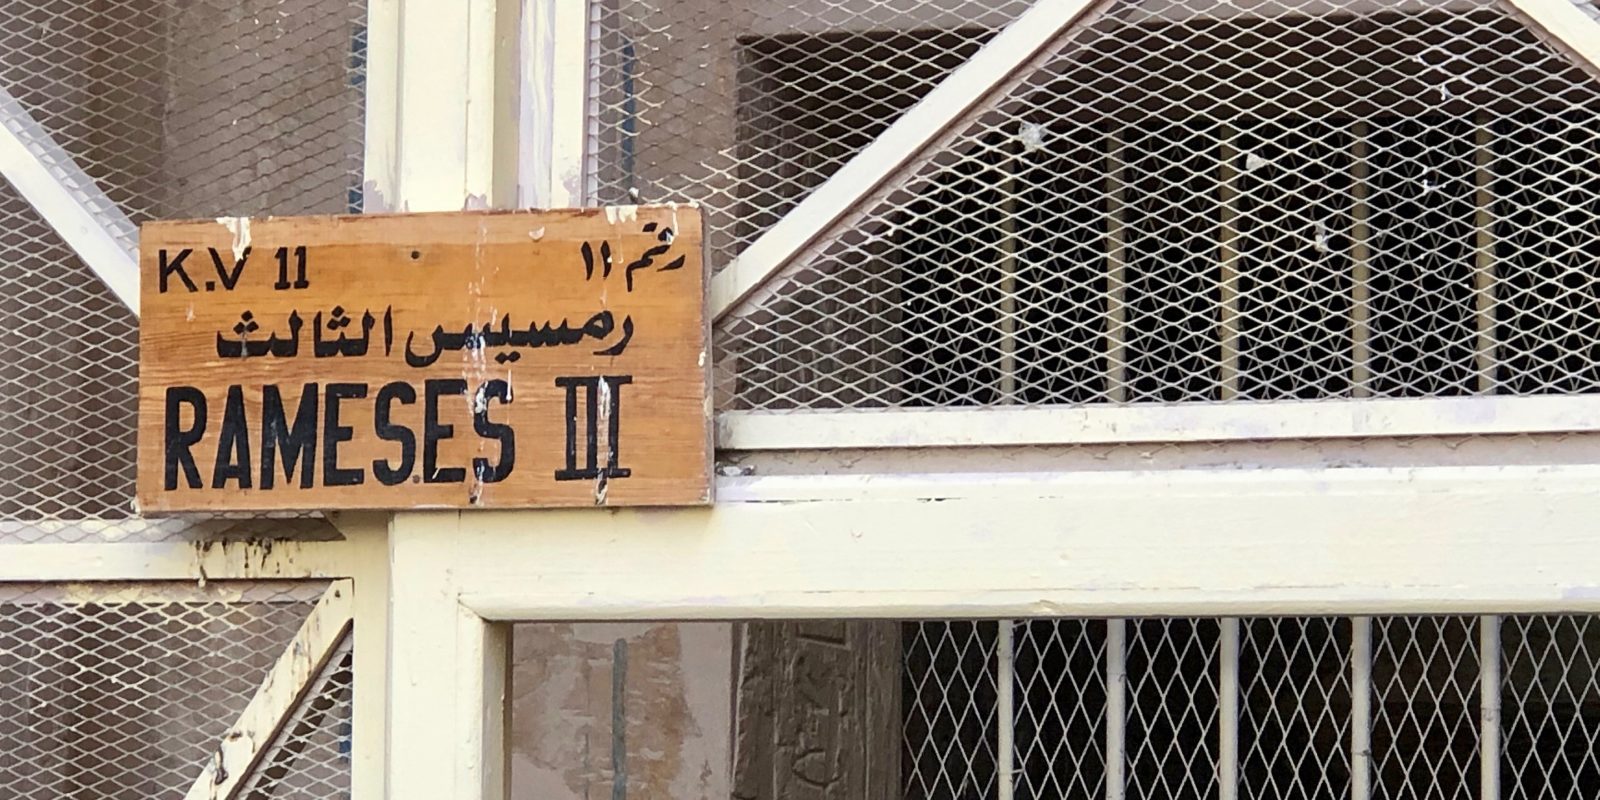 K.V 11 رقم ١١
رمسيس الثالث
RAMESES III